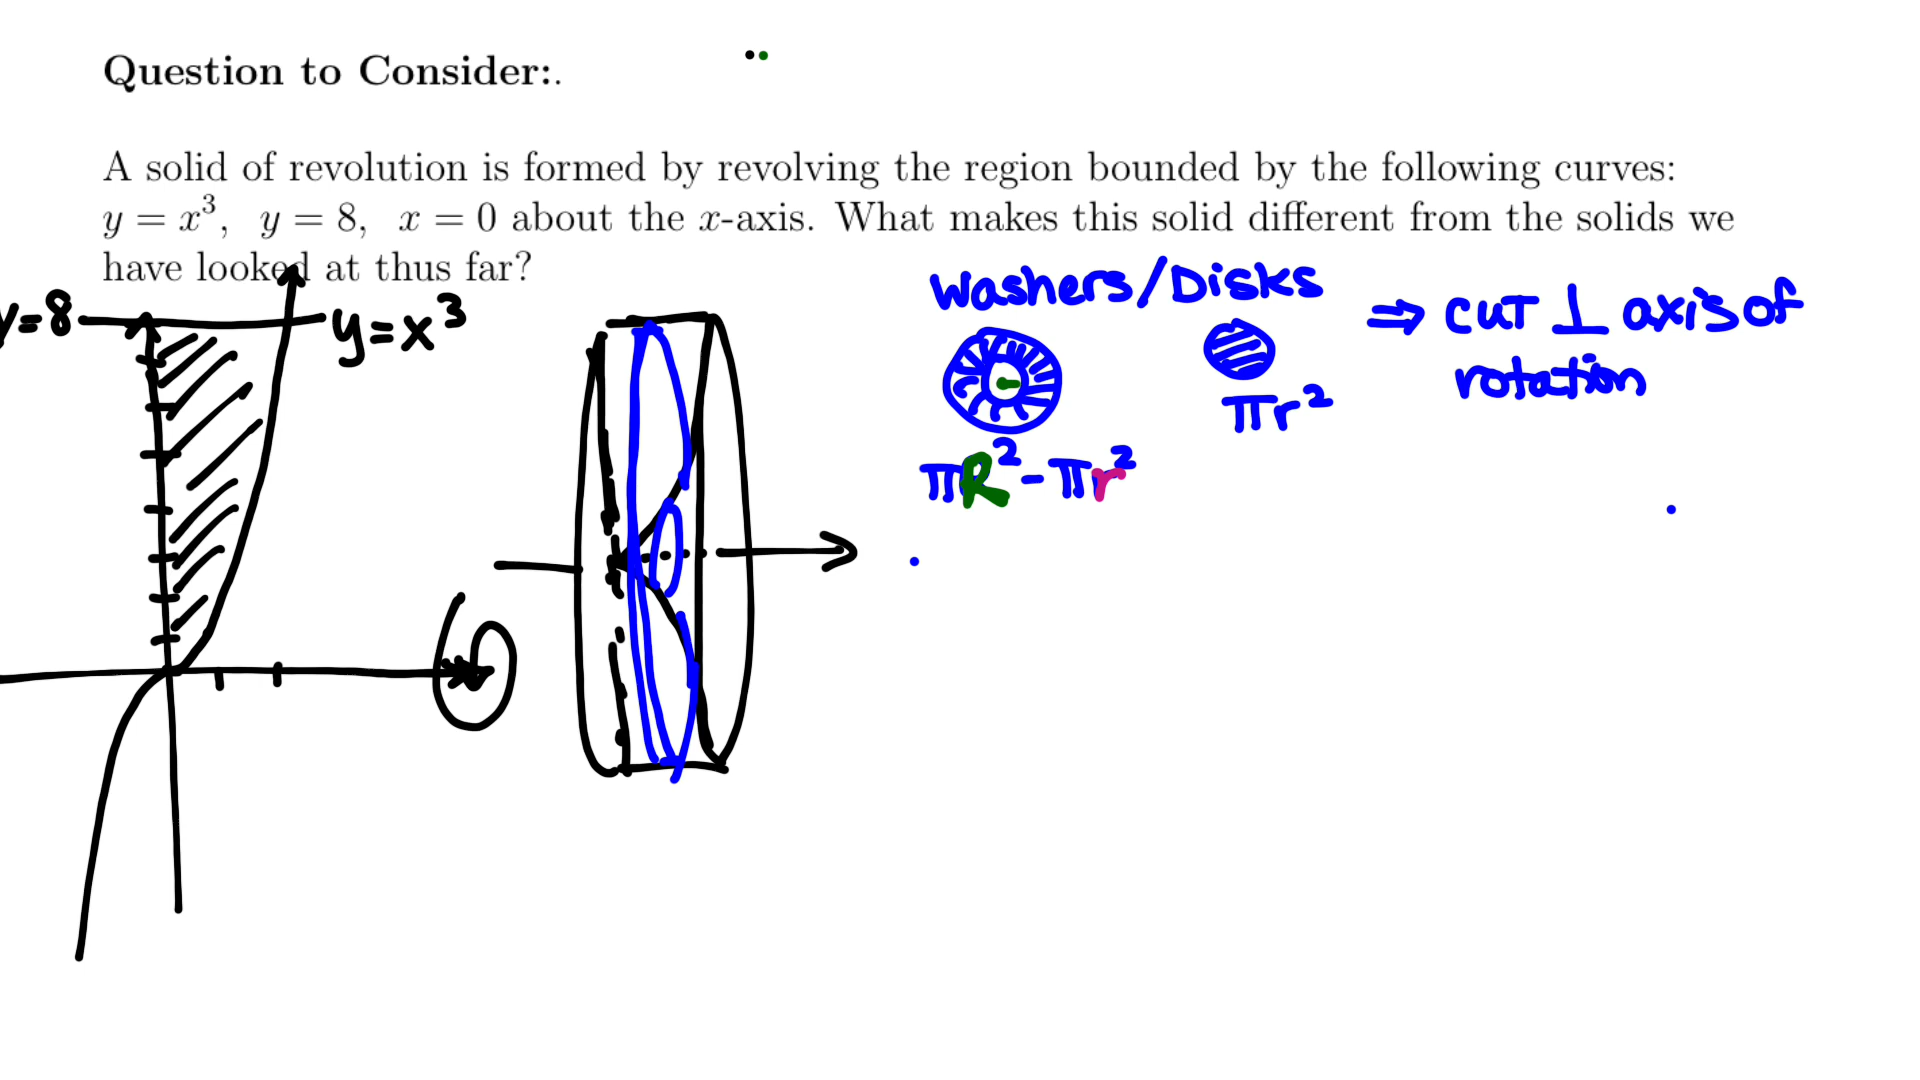 Question to Consider:.
A solid of revolution is formed by revolving the region bounded by the following curves:
y = x³, y = 8, x = 0 about the x-axis. What makes this solid different from the solids we
have looked at thus far?
y=8
y=x³
Washers/Disks
⇒ cut ⊥ axis of
rotation
πr²
πR²-πr²